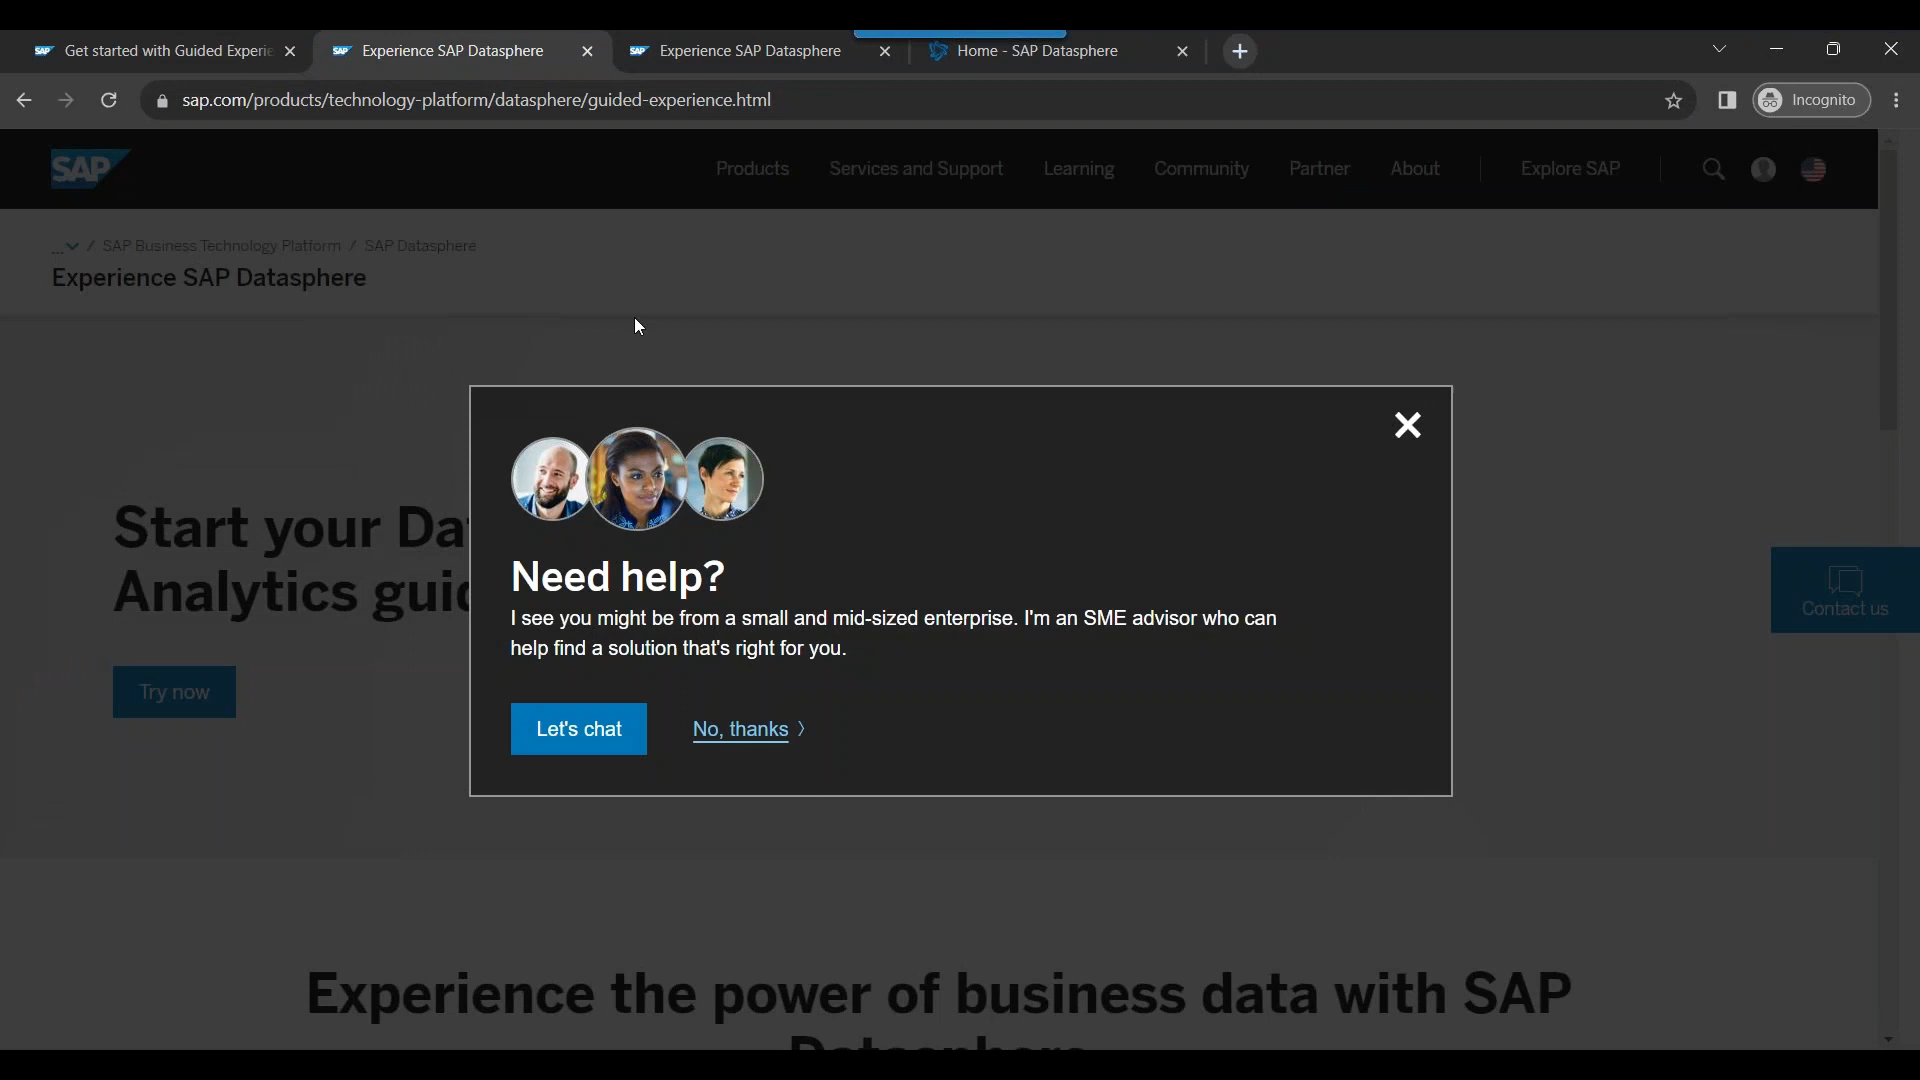 Get started with Guided Experie
Experience SAP Datasphere
Experience SAP Datasphere
Home - SAP Datasphere
sap.com/products/technology-platform/datasphere/guided-experience.html
Incognito
SAP
Products
Services and Support
Learning
Community
Partner
About
Explore SAP
... / SAP Business Technology Platform / SAP Datasphere
Experience SAP Datasphere
Start your Da
Analytics guid
Try now
Need help?
I see you might be from a small and mid-sized enterprise. I'm an SME advisor who can
help find a solution that's right for you.
Let's chat
No, thanks
Contact us
Experience the power of business data with SAP
Datasphere